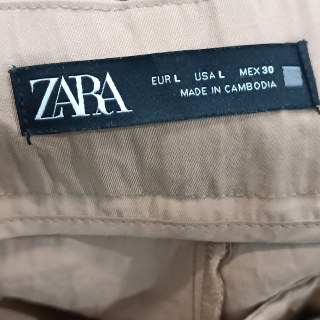 ZARA
EUR L USA L MEX 30
MADE IN CAMBODIA